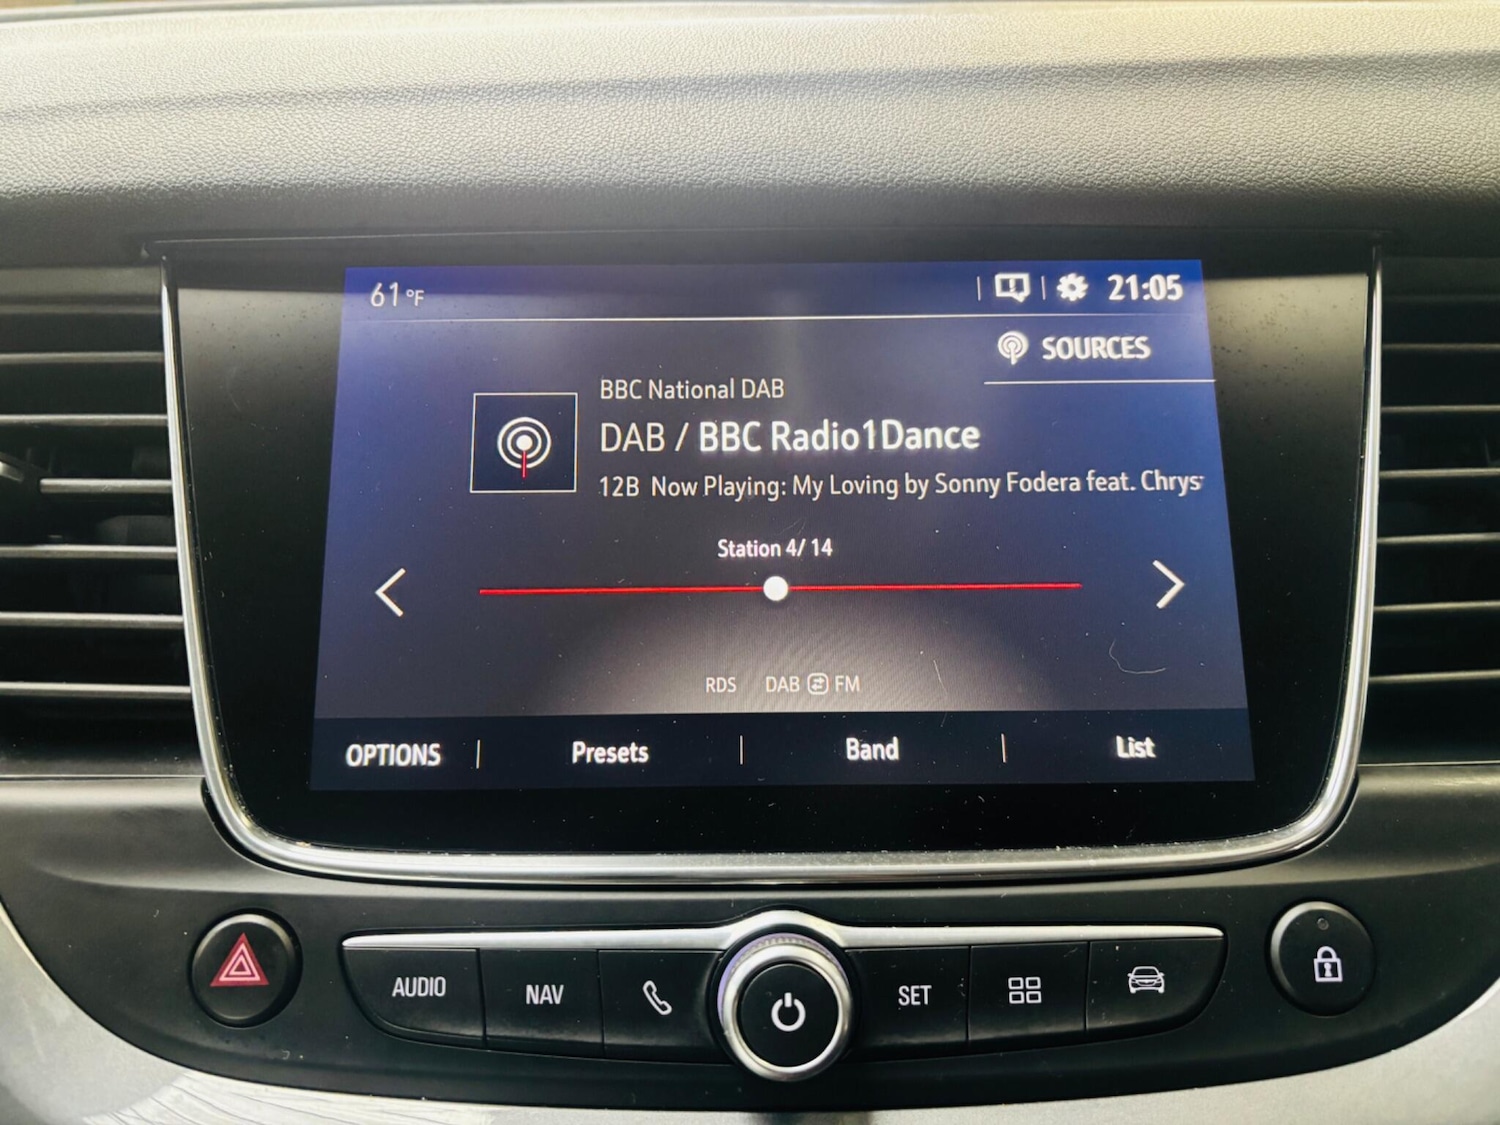 61°F 21:05
SOURCES
BBC National DAB
DAB / BBC Radio1Dance
12B Now Playing: My Loving by Sonny Fodera feat. Chrys
Station 4/ 14
RDS DAB FM
OPTIONS Presets Band List
AUDIO NAV SET